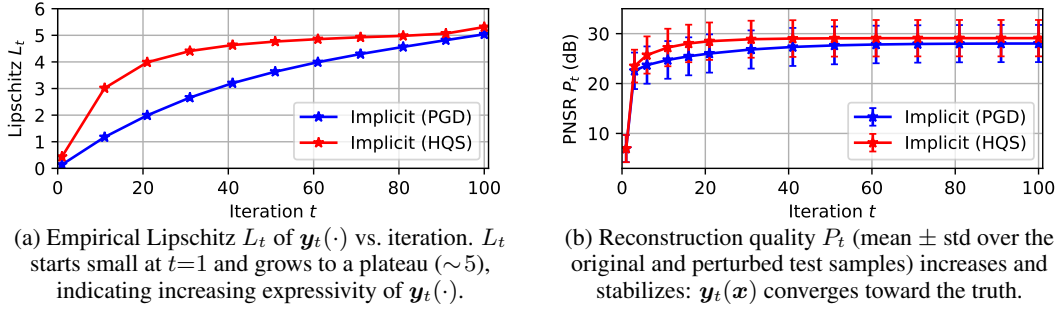 6
5
4
3
2
1
0
Lipschitz L_t
0 20 40 60 80 100
Iteration t
Implicit (PGD)
Implicit (HQS)
30
20
10
PNSR P_t (dB)
0 20 40 60 80 100
Iteration t
Implicit (PGD)
Implicit (HQS)
(a) Empirical Lipschitz L_t of y_t(·) vs. iteration. L_t
starts small at t=1 and grows to a plateau (∼5),
indicating increasing expressivity of y_t(·).
(b) Reconstruction quality P_t (mean ± std over the
original and perturbed test samples) increases and
stabilizes: y_t(x) converges toward the truth.